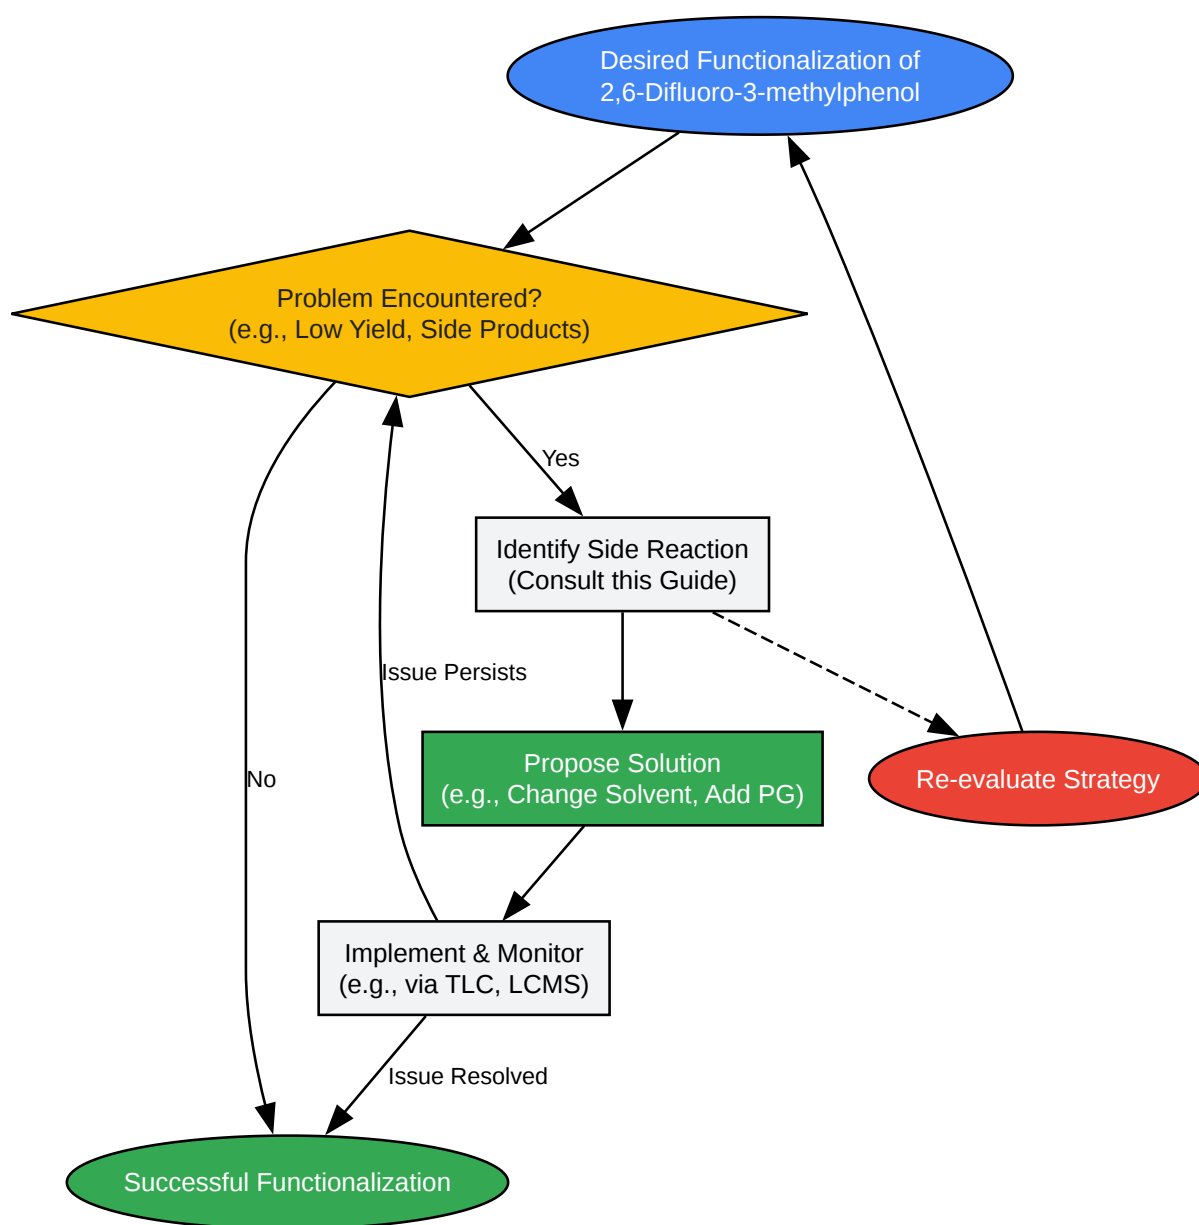 Desired Functionalization of
2,6-Difluoro-3-methylphenol
Problem Encountered?
(e.g., Low Yield, Side Products)
Yes
Identify Side Reaction
(Consult this Guide)
Issue Persists
No
Propose Solution
(e.g., Change Solvent, Add PG)
Re-evaluate Strategy
Implement & Monitor
(e.g., via TLC, LCMS)
Issue Resolved
Successful Functionalization